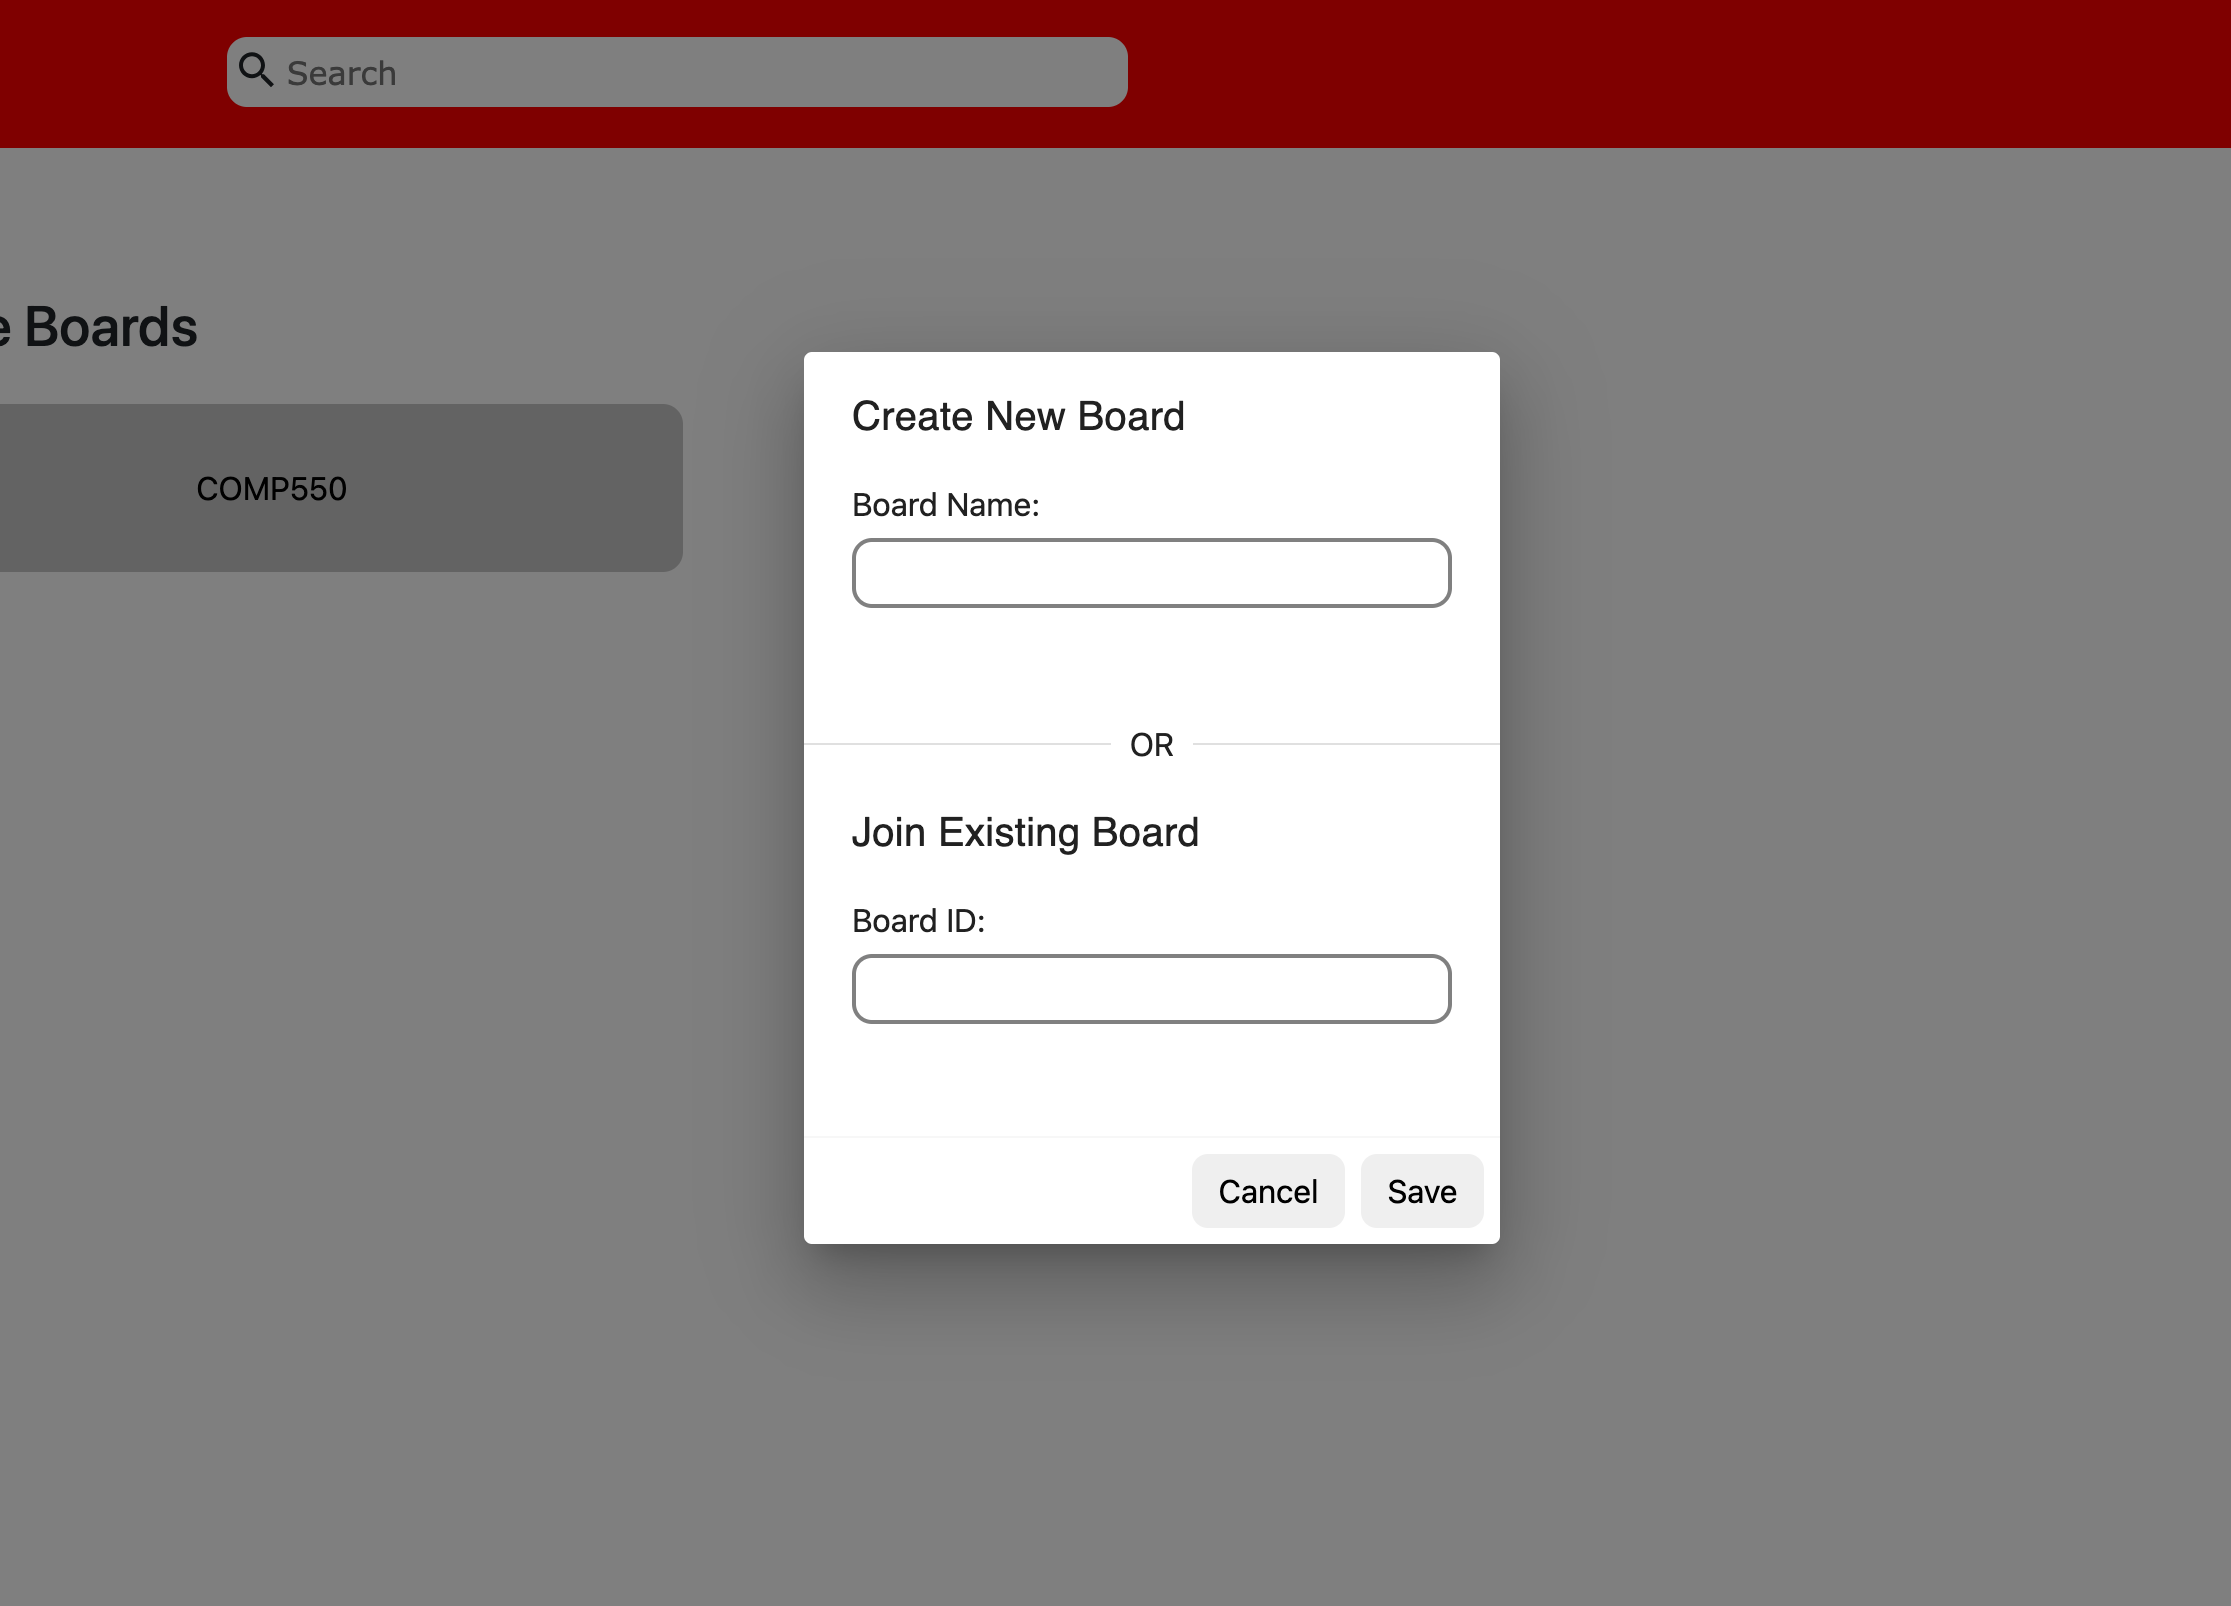 Search
Boards
COMP550
Create New Board
Board Name:
OR
Join Existing Board
Board ID:
Cancel
Save